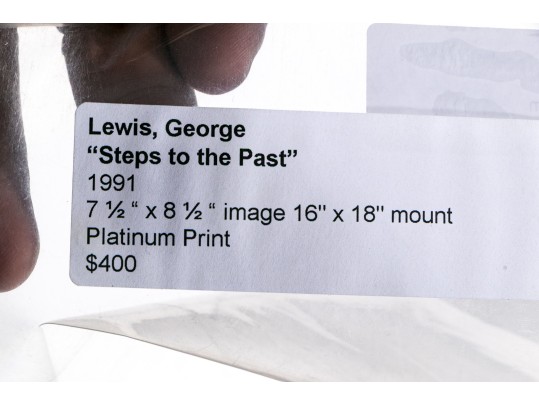 Lewis, George
“Steps to the Past”
1991
7 ½ “ x 8 ½ “ image 16" x 18" mount
Platinum Print
$400